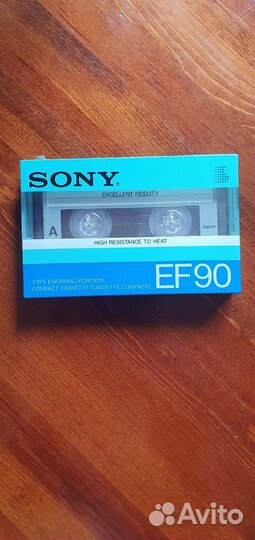 SONY®
EXCELLENT FIDELITY
A
Japan
HIGH RESISTANCE TO HEAT
TYPE I (NORMAL) POSITION
COMPACT CASSETTE/CASSETTE COMPACTE
EF90
Avito